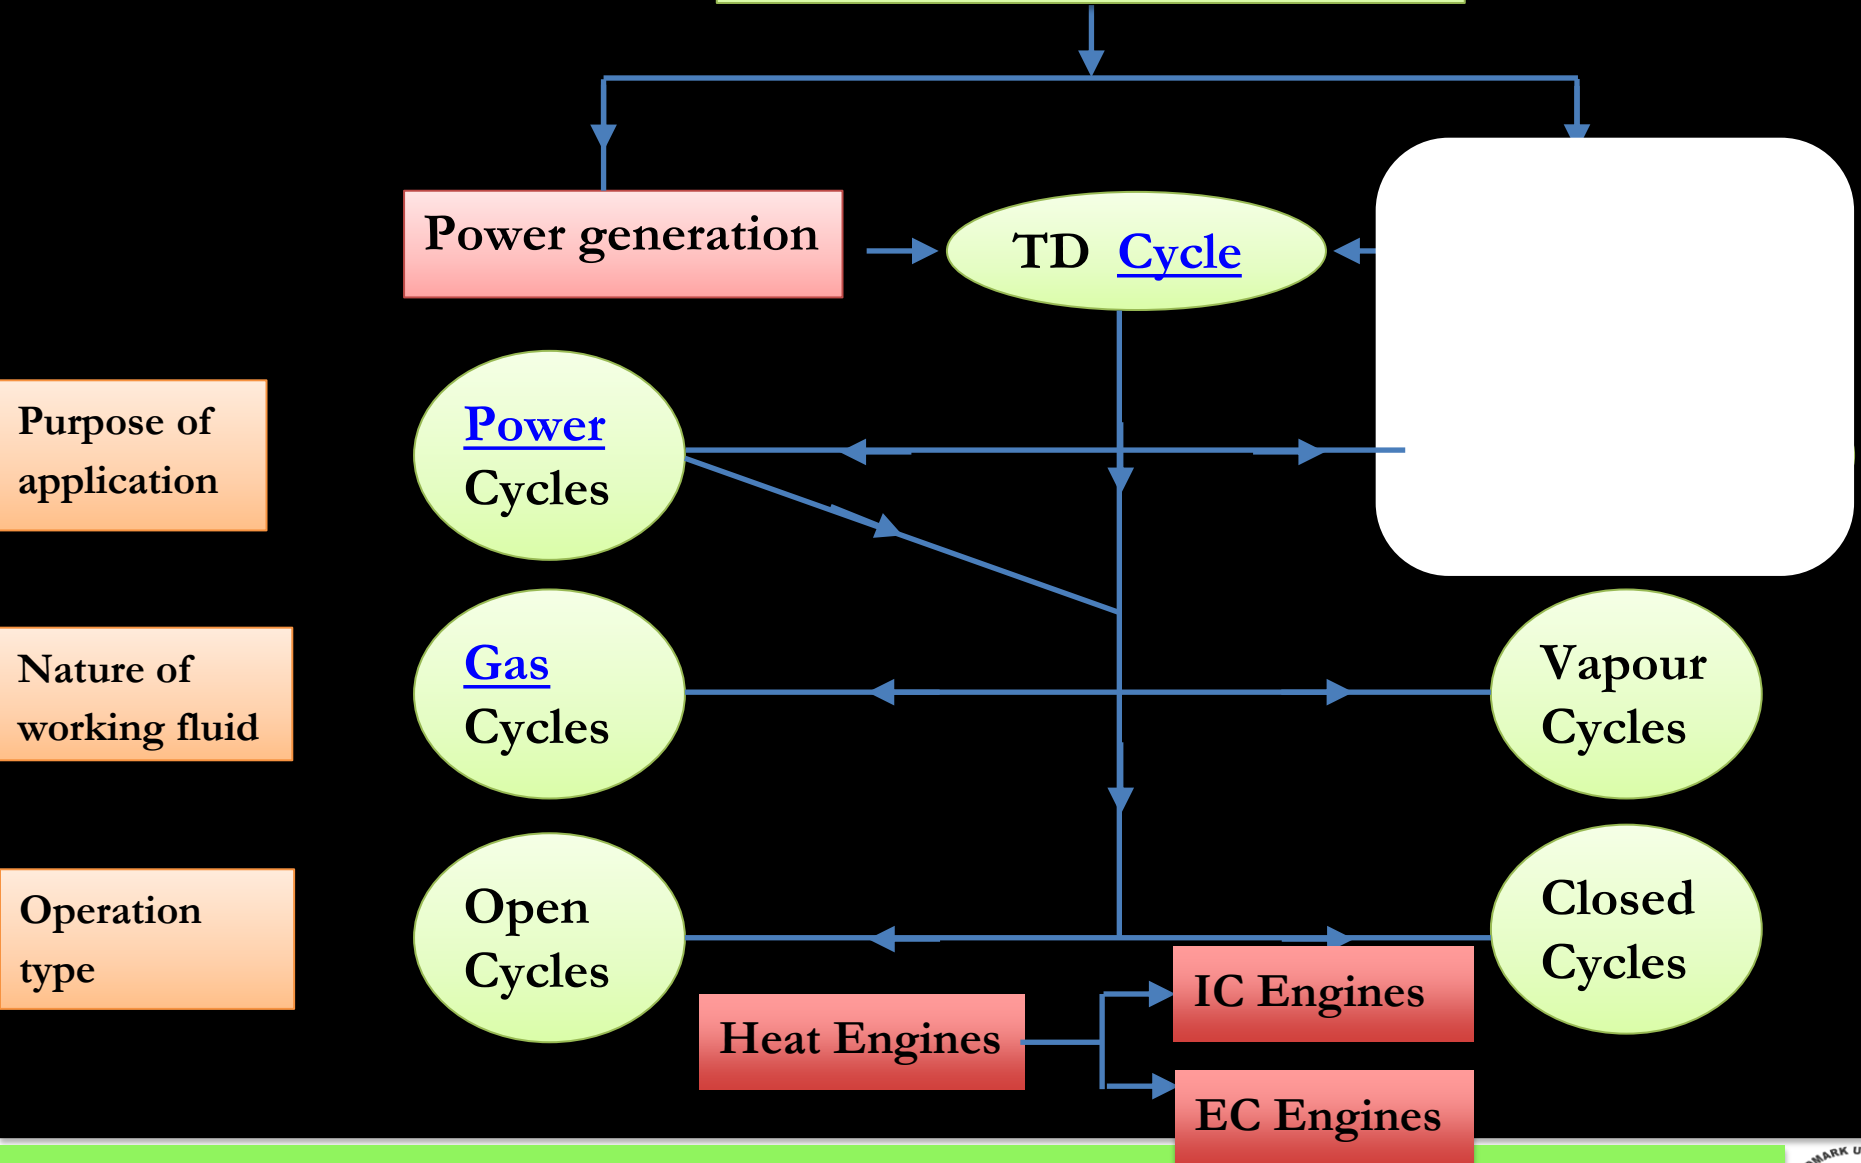 Power generation
TD Cycle
Purpose of
application
Power
Cycles
Nature of
working fluid
Gas
Cycles
Vapour
Cycles
Operation
type
Open
Cycles
Closed
Cycles
Heat Engines
IC Engines
EC Engines